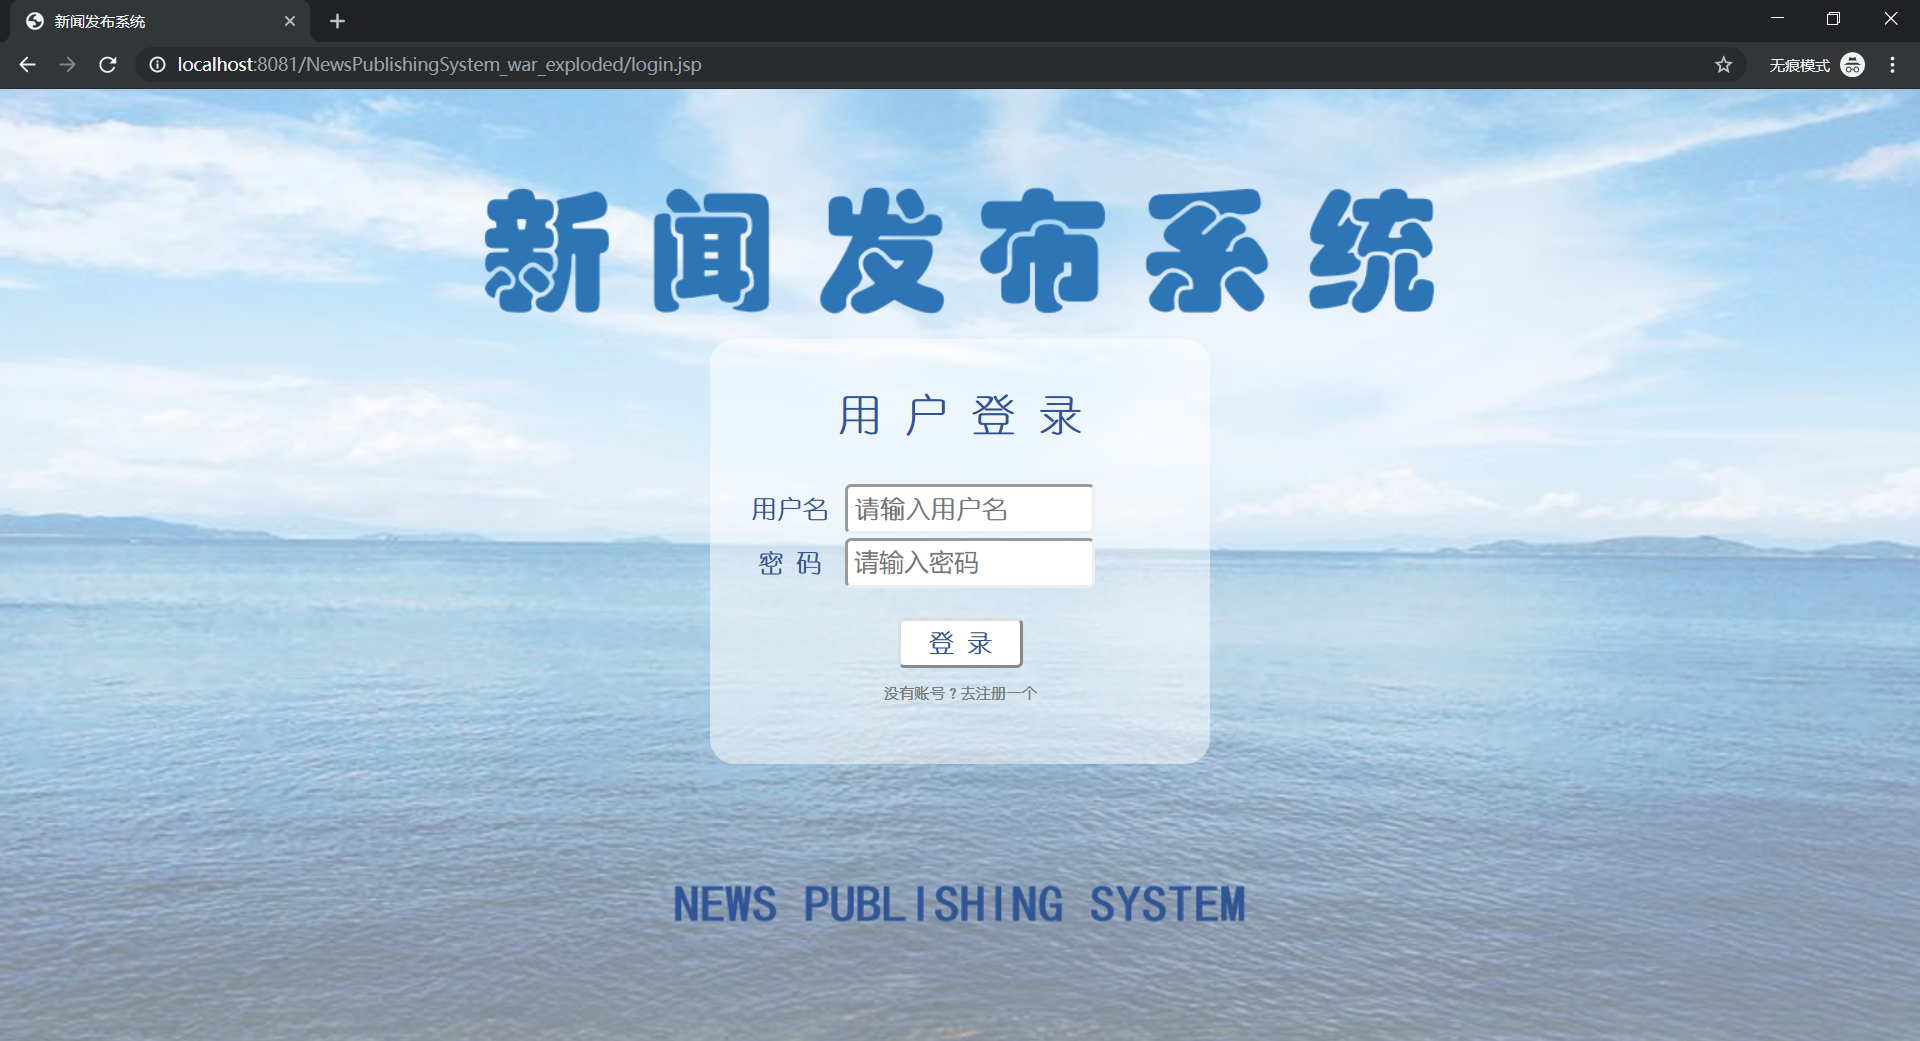 新闻发布系统
localhost:8081/NewsPublishingSystem_war_exploded/login.jsp
无痕模式
新闻发布系统
用 户 登 录
用户名 请输入用户名
密 码 请输入密码
登 录
没有账号？去注册一个
NEWS PUBLISHING SYSTEM